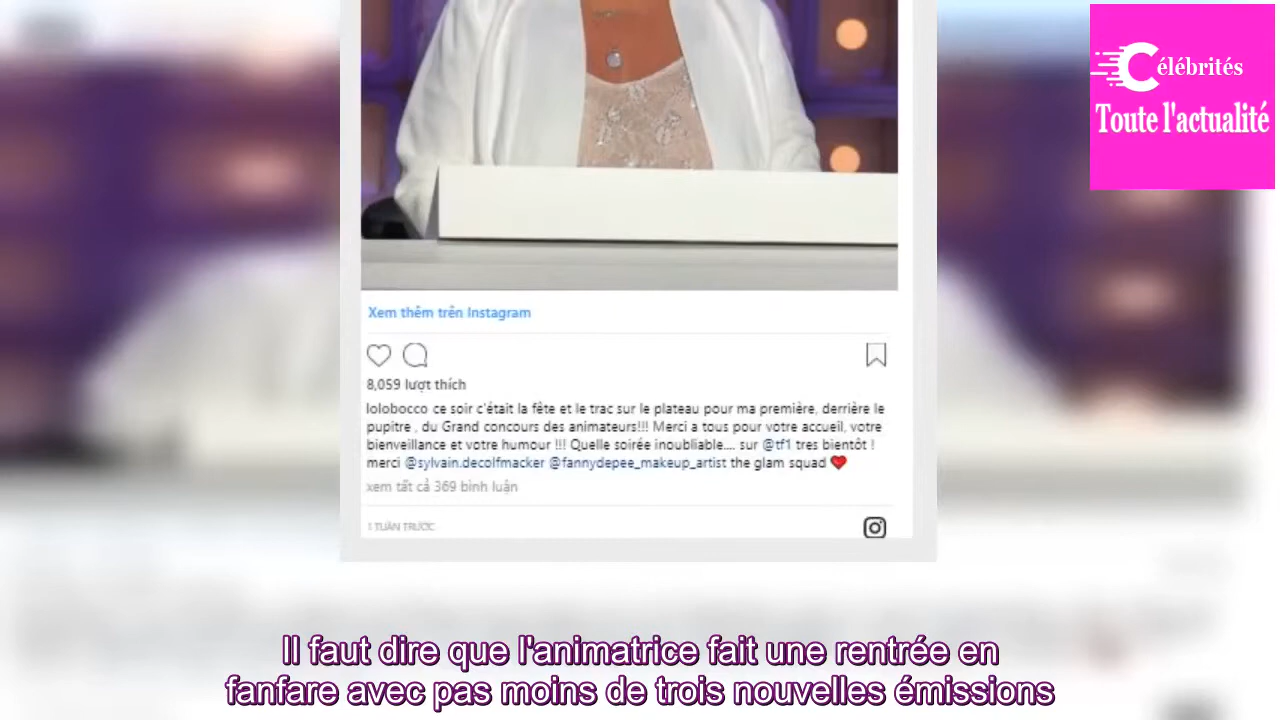 Célébrités
Toute l'actualité
Xem thêm trên Instagram
8,059 lượt thích
lolobocco ce soir c'était la fête et le trac sur le plateau pour ma première, derrière le
pupitre , du Grand concours des animateurs!!! Merci a tous pour votre accueil, votre
bienveillance et votre humour !!! Quelle soirée inoubliable.... sur @tf1 tres bientôt !
merci @sylvain.decolfmacker @fannydepee_makeup_artist the glam squad ❤️
xem tất cả 369 bình luận
1 TUẦN TRƯỚC
Il faut dire que l'animatrice fait une rentrée en
fanfare avec pas moins de trois nouvelles émissions